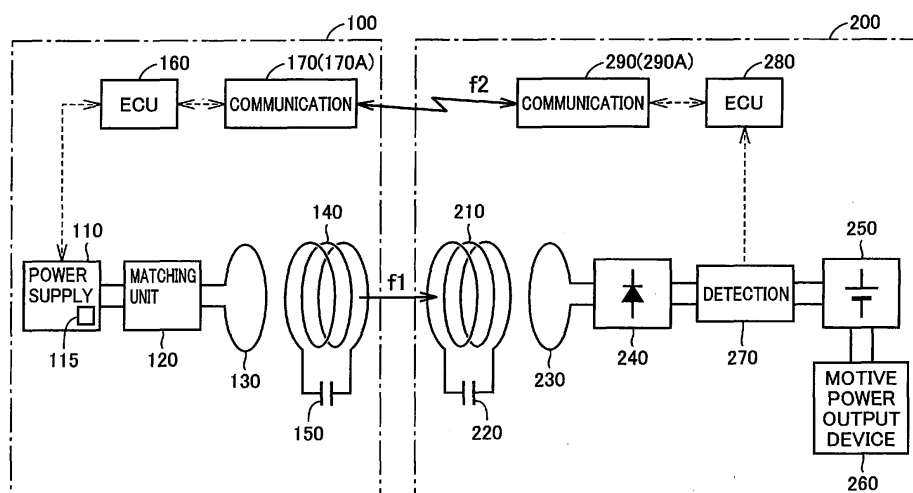 100
200
160
170(170A)
290(290A)
280
ECU
COMMUNICATION
f2
COMMUNICATION
ECU
110
140
210
250
POWER
SUPPLY
MATCHING
UNIT
f1
DETECTION
115
120
130
150
220
230
240
270
MOTIVE
POWER
OUTPUT
DEVICE
260